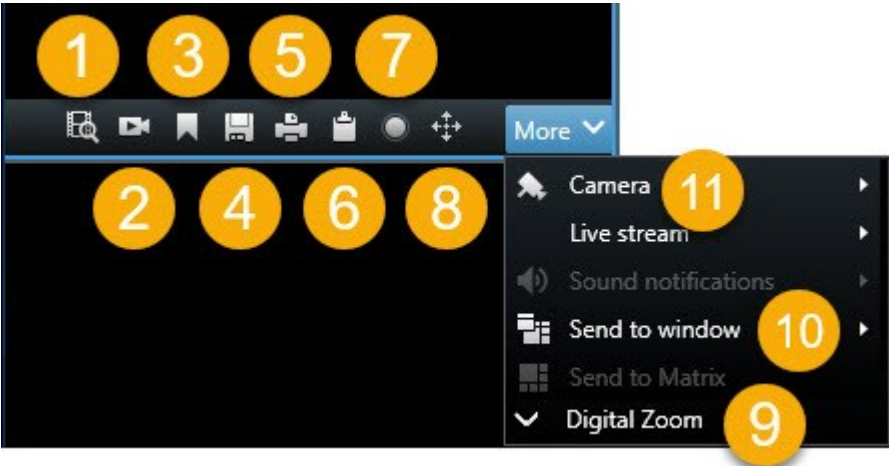 1 3 5 7
More
2 4 6 8
Camera 11
Live stream
Sound notifications
Send to window 10
Send to Matrix
Digital Zoom 9